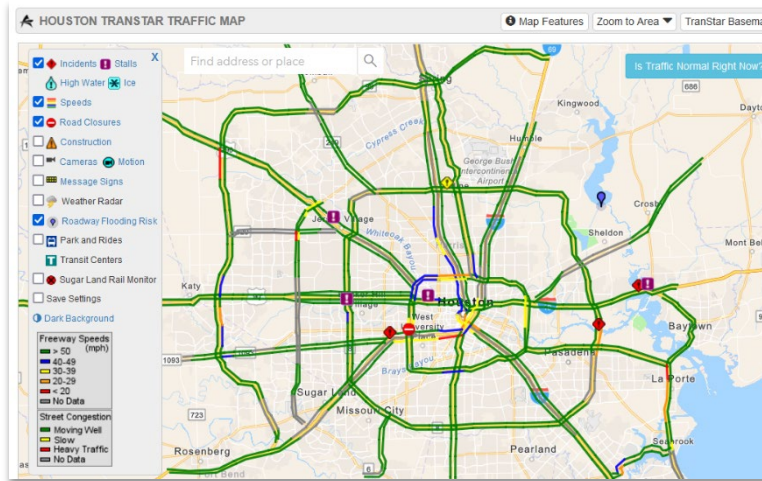 HOUSTON TRANSTAR TRAFFIC MAP
Map Features
Zoom to Area
TranStar Basema
X
Incidents
Stalls
High Water
Ice
Speeds
Road Closures
Construction
Cameras
Motion
Message Signs
Weather Radar
Roadway Flooding Risk
Park and Rides
Transit Centers
Sugar Land Rail Monitor
Save Settings
Dark Background
Freeway Speeds
(mph)
> 50
40-49
30-39
20-29
< 20
No Data
Street Congestion
Moving Well
Slow
Heavy Traffic
No Data
Find address or place
Is Traffic Normal Right Now?
69
686
Kingwood
Dayto
Cypress Creek
Humble
George Bush
Intercontinental
Airport
Crosby
Sheldon
Mont Bel
Whiteoak Bayou
Katy
Houston
West
University
Brays Bayou
Baytown
Pasadena
La Porte
1093
Sugar Land
Missouri City
723
Rosenberg
Fort Bend
6
Pearland
Seabrook